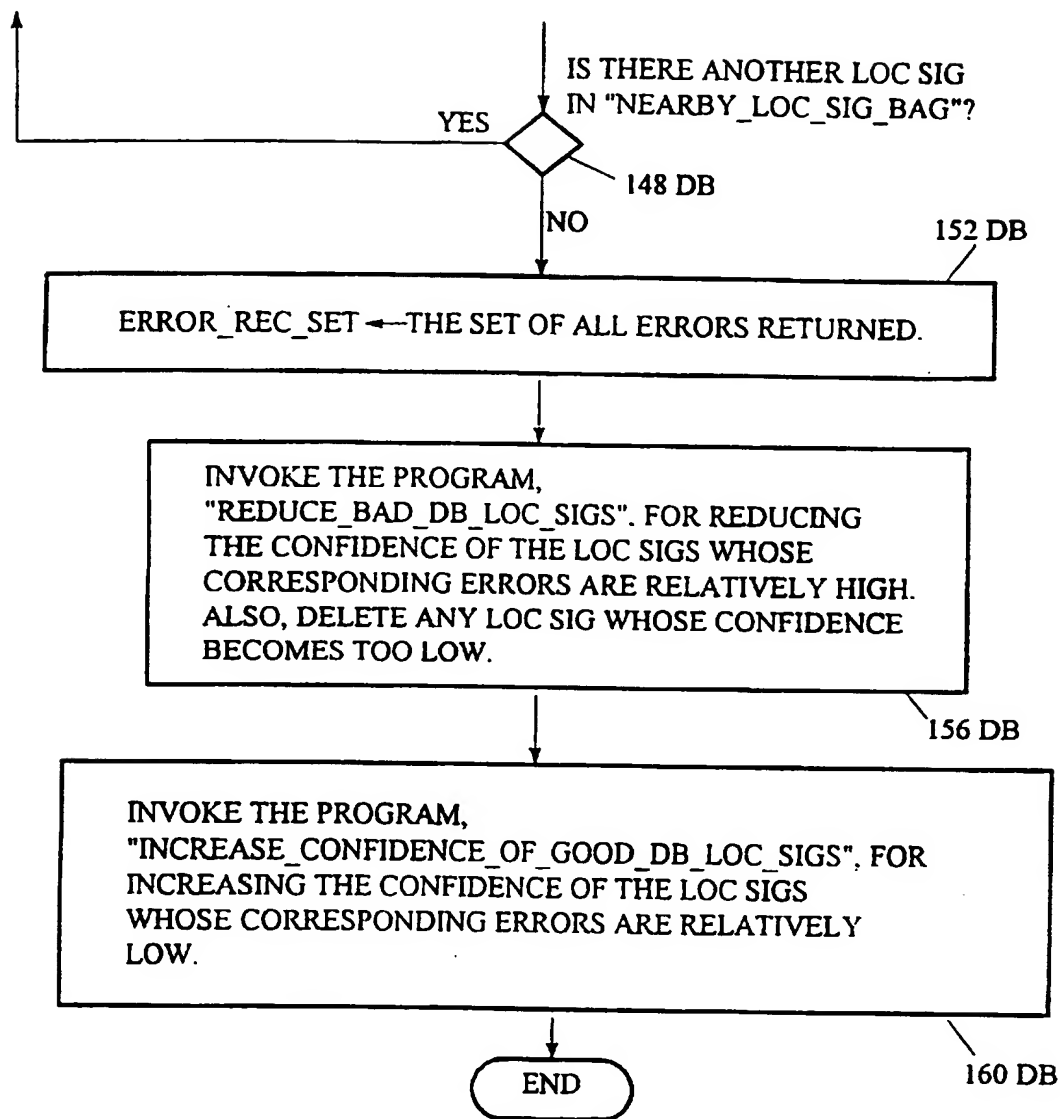 IS THERE ANOTHER LOC SIG
IN "NEARBY_LOC_SIG_BAG"?
YES
148 DB
NO
152 DB
ERROR_REC_SET ← THE SET OF ALL ERRORS RETURNED.
INVOKE THE PROGRAM,
"REDUCE_BAD_DB_LOC_SIGS". FOR REDUCING
THE CONFIDENCE OF THE LOC SIGS WHOSE
CORRESPONDING ERRORS ARE RELATIVELY HIGH.
ALSO, DELETE ANY LOC SIG WHOSE CONFIDENCE
BECOMES TOO LOW.
156 DB
INVOKE THE PROGRAM,
"INCREASE_CONFIDENCE_OF_GOOD_DB_LOC_SIGS", FOR
INCREASING THE CONFIDENCE OF THE LOC SIGS
WHOSE CORRESPONDING ERRORS ARE RELATIVELY
LOW.
160 DB
END